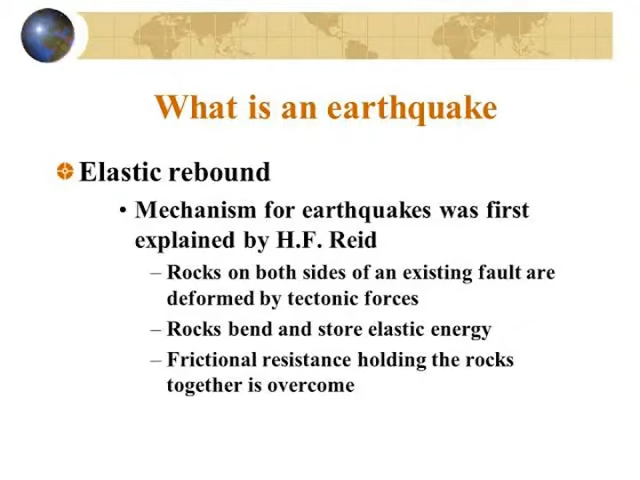 What is an earthquake
Elastic rebound
• Mechanism for earthquakes was first
explained by H.F. Reid
– Rocks on both sides of an existing fault are
deformed by tectonic forces
– Rocks bend and store elastic energy
– Frictional resistance holding the rocks
together is overcome